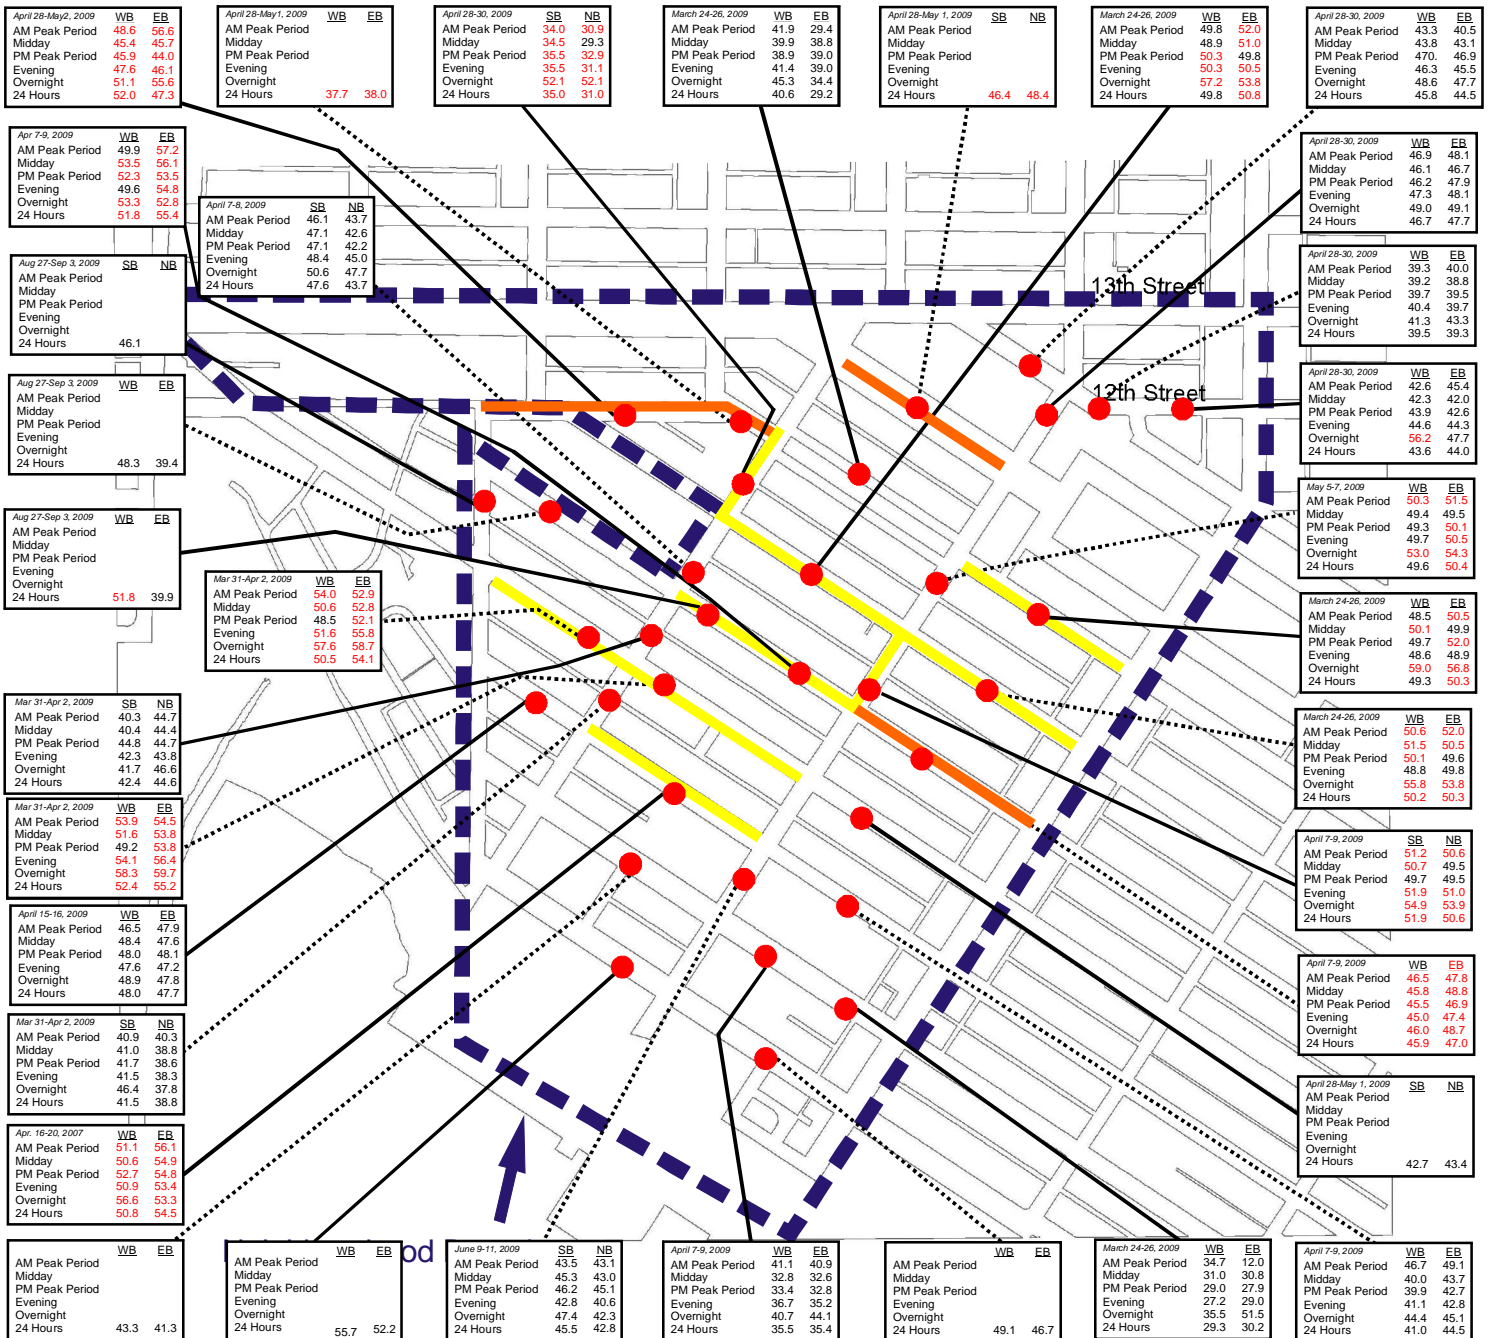 April 28-May2, 2009 WB EB
AM Peak Period 48.6 56.6
Midday 45.4 45.7
PM Peak Period 45.9 44.0
Evening 47.6 46.1
Overnight 51.1 55.6
24 Hours 52.0 47.3
April 28-May1, 2009 WB EB
AM Peak Period
Midday
PM Peak Period
Evening
Overnight
24 Hours 37.7 38.0
April 28-30, 2009 SB NB
AM Peak Period 34.0 30.9
Midday 34.5 29.3
PM Peak Period 35.5 32.9
Evening 35.5 31.1
Overnight 52.1 52.1
24 Hours 35.0 31.0
March 24-26, 2009 WB EB
AM Peak Period 41.9 29.4
Midday 39.9 38.8
PM Peak Period 38.9 39.0
Evening 41.4 39.0
Overnight 45.3 34.4
24 Hours 40.6 29.2
April 28-May 1, 2009 SB NB
AM Peak Period
Midday
PM Peak Period
Evening
Overnight
24 Hours 46.4 48.4
March 24-26, 2009 WB EB
AM Peak Period 49.8 52.0
Midday 48.9 51.0
PM Peak Period 50.3 49.8
Evening 50.3 50.5
Overnight 57.2 53.8
24 Hours 49.8 50.8
April 28-30, 2009 WB EB
AM Peak Period 43.3 40.5
Midday 43.8 43.1
PM Peak Period 470. 46.9
Evening 46.3 45.5
Overnight 48.6 47.7
24 Hours 45.8 44.5
Apr 7-9, 2009 WB EB
AM Peak Period 49.9 57.2
Midday 53.5 56.1
PM Peak Period 52.3 53.5
Evening 49.6 54.8
Overnight 53.3 52.8
24 Hours 51.8 55.4
April 7-8, 2009 SB NB
AM Peak Period 46.1 43.7
Midday 47.1 42.6
PM Peak Period 47.1 42.2
Evening 48.4 45.0
Overnight 50.6 47.7
24 Hours 47.6 43.7
April 28-30, 2009 WB EB
AM Peak Period 46.9 48.1
Midday 46.1 46.7
PM Peak Period 46.2 47.9
Evening 47.3 48.1
Overnight 49.0 49.1
24 Hours 46.7 47.7
Aug 27-Sep 3, 2009 SB NB
AM Peak Period
Midday
PM Peak Period
Evening
Overnight
24 Hours 46.1
13th Street
April 28-30, 2009 WB EB
AM Peak Period 39.3 40.0
Midday 39.2 38.8
PM Peak Period 39.7 39.5
Evening 40.4 39.7
Overnight 41.3 43.3
24 Hours 39.5 39.3
Aug 27-Sep 3, 2009 WB EB
AM Peak Period
Midday
PM Peak Period
Evening
Overnight
24 Hours 48.3 39.4
12th Street
April 28-30, 2009 WB EB
AM Peak Period 42.6 45.4
Midday 42.3 42.0
PM Peak Period 43.9 42.6
Evening 44.6 44.3
Overnight 56.2 47.7
24 Hours 43.6 44.0
Aug 27-Sep 3, 2009 WB EB
AM Peak Period
Midday
PM Peak Period
Evening
Overnight
24 Hours 51.8 39.9
May 5-7, 2009 WB EB
AM Peak Period 50.3 51.5
Midday 49.4 49.5
PM Peak Period 49.3 50.1
Evening 49.7 50.5
Overnight 53.0 54.3
24 Hours 49.6 50.4
Mar 31-Apr 2, 2009 WB EB
AM Peak Period 54.0 52.9
Midday 50.6 52.8
PM Peak Period 48.5 52.1
Evening 51.6 55.8
Overnight 57.6 58.7
24 Hours 50.5 54.1
March 24-26, 2009 WB EB
AM Peak Period 48.5 50.5
Midday 50.1 49.9
PM Peak Period 49.7 52.0
Evening 48.6 48.9
Overnight 59.0 56.8
24 Hours 49.3 50.3
Mar 31-Apr 2, 2009 SB NB
AM Peak Period 40.3 44.7
Midday 40.4 44.4
PM Peak Period 44.8 44.7
Evening 42.3 43.8
Overnight 41.7 46.6
24 Hours 42.4 44.6
March 24-26, 2009 WB EB
AM Peak Period 50.6 52.0
Midday 51.5 50.5
PM Peak Period 50.1 49.6
Evening 48.8 49.8
Overnight 55.8 53.8
24 Hours 50.2 50.3
Mar 31-Apr 2, 2009 WB EB
AM Peak Period 53.9 54.5
Midday 51.6 53.8
PM Peak Period 49.2 53.8
Evening 54.1 56.4
Overnight 58.3 59.7
24 Hours 52.4 55.2
April 7-9, 2009 SB NB
AM Peak Period 51.2 50.6
Midday 50.7 49.5
PM Peak Period 49.7 49.5
Evening 51.9 51.0
Overnight 54.9 53.9
24 Hours 51.9 50.6
April 15-16, 2009 WB EB
AM Peak Period 46.5 47.9
Midday 48.4 47.6
PM Peak Period 48.0 48.1
Evening 47.6 47.2
Overnight 48.9 47.8
24 Hours 48.0 47.7
April 7-9, 2009 WB EB
AM Peak Period 46.5 47.8
Midday 45.8 48.8
PM Peak Period 45.5 46.9
Evening 45.0 47.4
Overnight 46.0 48.7
24 Hours 45.9 47.0
Mar 31-Apr 2, 2009 SB NB
AM Peak Period 40.9 40.3
Midday 41.0 38.8
PM Peak Period 41.7 38.6
Evening 41.5 38.3
Overnight 46.4 37.8
24 Hours 41.5 38.8
April 28-May 1, 2009 SB NB
AM Peak Period
Midday
PM Peak Period
Evening
Overnight
24 Hours 42.7 43.4
Apr. 16-20, 2007 WB EB
AM Peak Period 51.1 56.1
Midday 50.6 54.9
PM Peak Period 52.7 54.8
Evening 50.9 53.4
Overnight 56.6 53.3
24 Hours 50.8 54.5
WB EB
AM Peak Period
Midday
PM Peak Period
Evening
Overnight
24 Hours 43.3 41.3
WB EB
AM Peak Period
Midday
PM Peak Period
Evening
Overnight
24 Hours 55.7 52.2
od
June 9-11, 2009 SB NB
AM Peak Period 43.5 43.1
Midday 45.3 43.0
PM Peak Period 46.2 45.1
Evening 42.8 40.6
Overnight 47.4 42.3
24 Hours 45.5 42.8
April 7-9, 2009 WB EB
AM Peak Period 41.1 40.9
Midday 32.8 32.6
PM Peak Period 33.4 32.8
Evening 36.7 35.2
Overnight 40.7 44.1
24 Hours 35.5 35.4
WB EB
AM Peak Period
Midday
PM Peak Period
Evening
Overnight
24 Hours 49.1 46.7
March 24-26, 2009 WB EB
AM Peak Period 34.7 12.0
Midday 31.0 30.8
PM Peak Period 29.0 27.9
Evening 27.2 29.0
Overnight 35.5 51.5
24 Hours 29.3 30.2
April 7-9, 2009 WB EB
AM Peak Period 46.7 49.1
Midday 40.0 43.7
PM Peak Period 39.9 42.7
Evening 41.1 42.8
Overnight 44.4 45.1
24 Hours 41.0 44.5